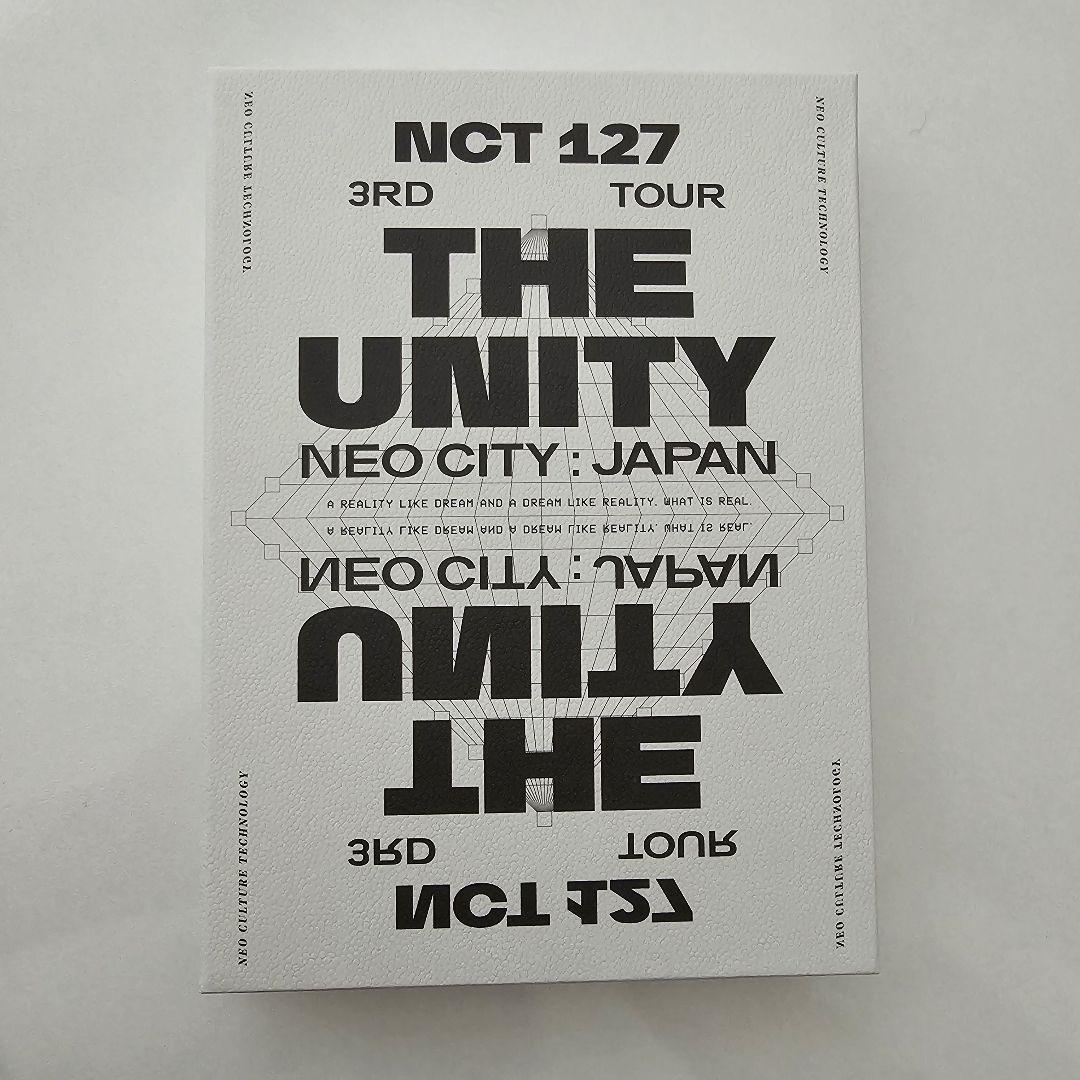 NEO CULTURE TECHNOLOGY
NEO CULTURE TECHNOLOGY
NCT 127
3RD TOUR
THE
UNITY
NEO CITY : JAPAN
A REALITY LIKE DREAM AND A DREAM LIKE REALITY. WHAT IS REAL.
A REALITY LIKE DREAM AND A DREAM LIKE REALITY. WHAT IS REAL.
NEO CITY : JAPAN
UNITY
THE
3RD TOUR
NCT 127
NEO CULTURE TECHNOLOGY
NEO CULTURE TECHNOLOGY